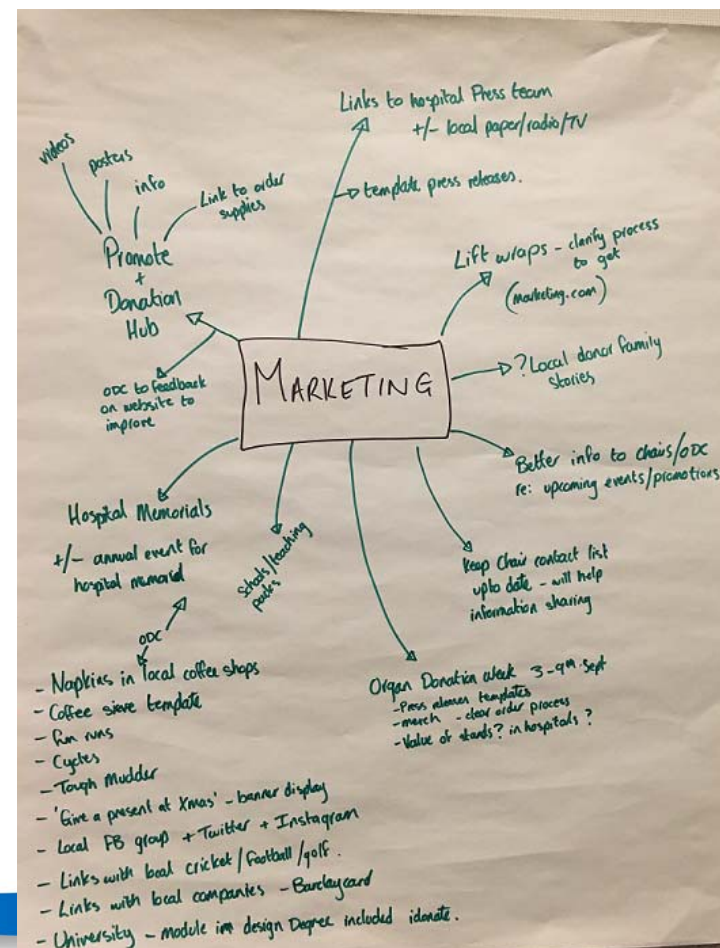 Links to hospital Press team
+/- local paper/radio/TV
template press releases.
videos
posters
info
Link to order
supplies
Promote
+
Donation
Hub
ODC to feedback
on website to
improve
Lift wraps - clarify process
to get
(marketing.com)
MARKETING
? Local donor family
stories
Better info to chairs/ODC
re: upcoming events/promotions
Hospital Memorials
+/- annual event for
hospital memorial
Schools/teaching
packs
Keep Chair contact list
upto date - will help
information sharing
Organ Donation Week 3-9th Sept
- Press release templates
- merch - clear order process
- Value of stands? in hospitals?
ODC
- Napkins in local coffee shops
- Coffee sieve template
- Fun runs
- Cycles
- Tough Mudder
- 'Give a present at Xmas' - banner display
- Local FB group + Twitter + Instagram
- Links with local cricket/football/golf.
- Links with local companies - Barclaycard
- University - module in design Degree included idonate.